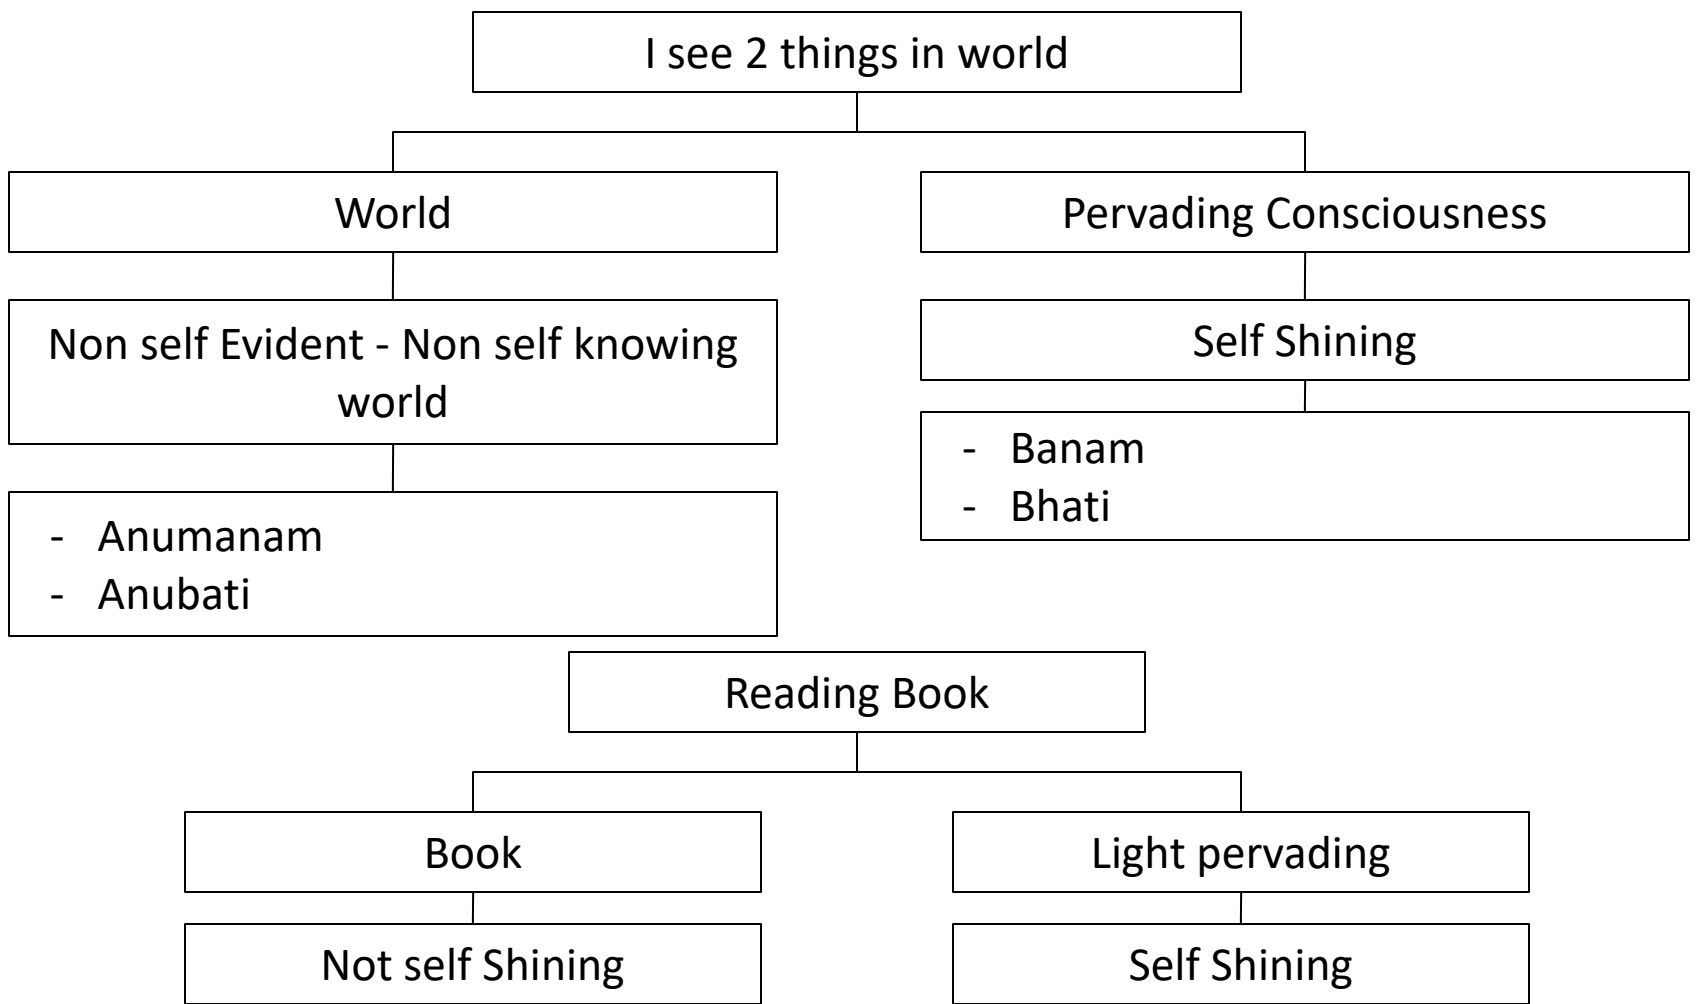 I see 2 things in world
World
Pervading Consciousness
Non self Evident - Non self knowing
world
Self Shining
- Banam
- Bhati
- Anumanam
- Anubati
Reading Book
Book
Light pervading
Not self Shining
Self Shining